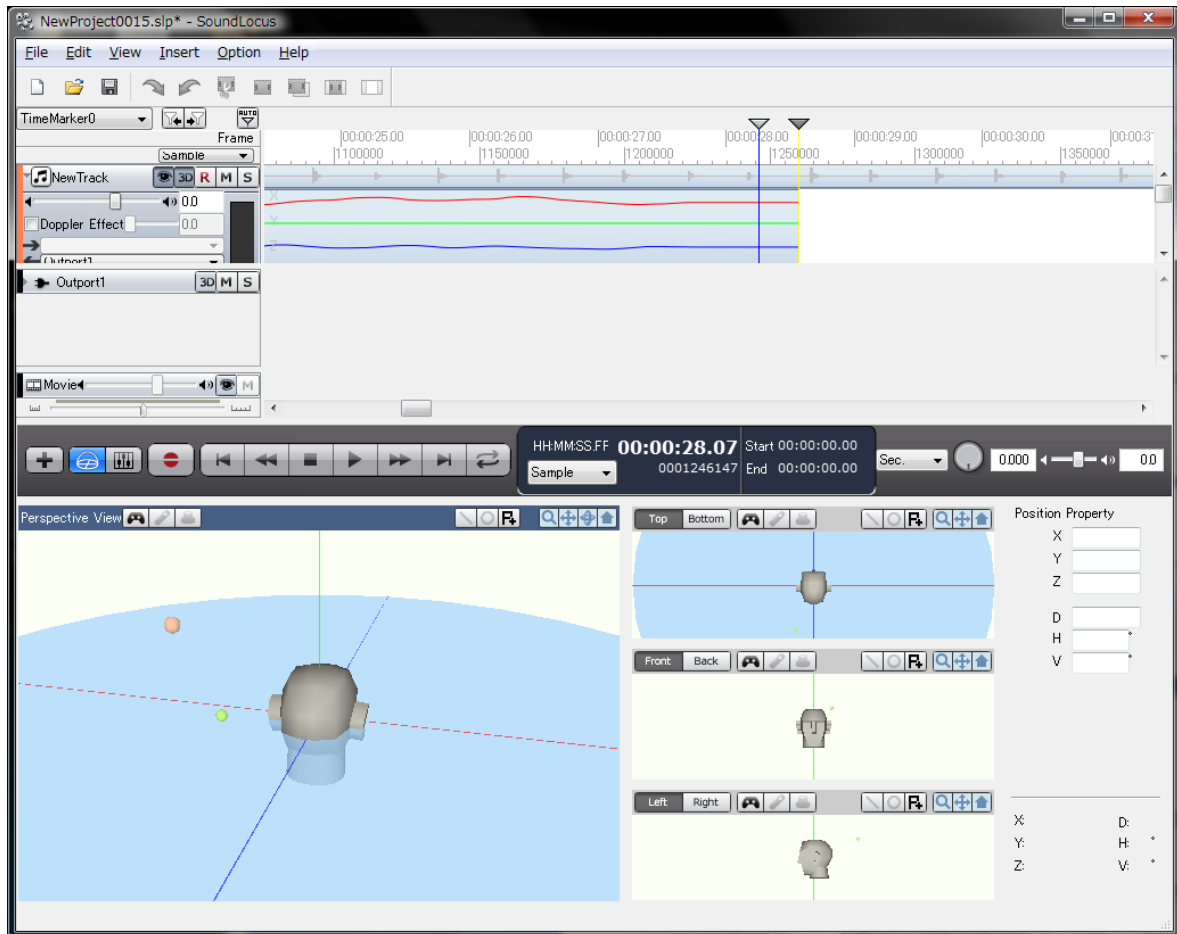 NewProject0015.slp* - SoundLocus
File Edit View Insert Option Help
TimeMarker0 AUTO
Frame 00:00:25.00 00:00:26.00 00:00:27.00 00:00:28.00 00:00:29.00 00:00:30.00 00:00:31
Sample 1100000 1150000 1200000 1250000 1300000 1350000
NewTrack 3D R M S
0.0 X
Doppler Effect 0.0 Y
Z
Outport1
Outport1 3D M S
Movie M
HH:MM:SS.FF 00:00:28.07 Start 00:00:00.00
Sample 0001246147 End 00:00:00.00
Sec. 0.000 0.0
Perspective View
Top Bottom
Front Back
Left Right
Position Property
X
Y
Z
D
H °
V °
X: D:
Y: H: °
Z: V: °